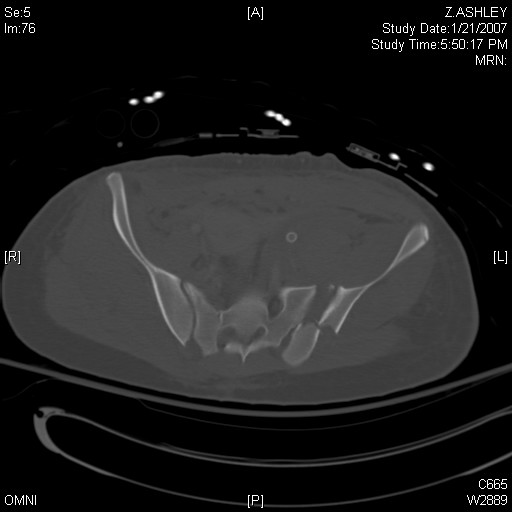 Se:5
Im:76
[A]
Z.ASHLEY
Study Date:1/21/2007
Study Time:5:50:17 PM
MRN:
[R]
[L]
OMNI
[P]
C665
W2889